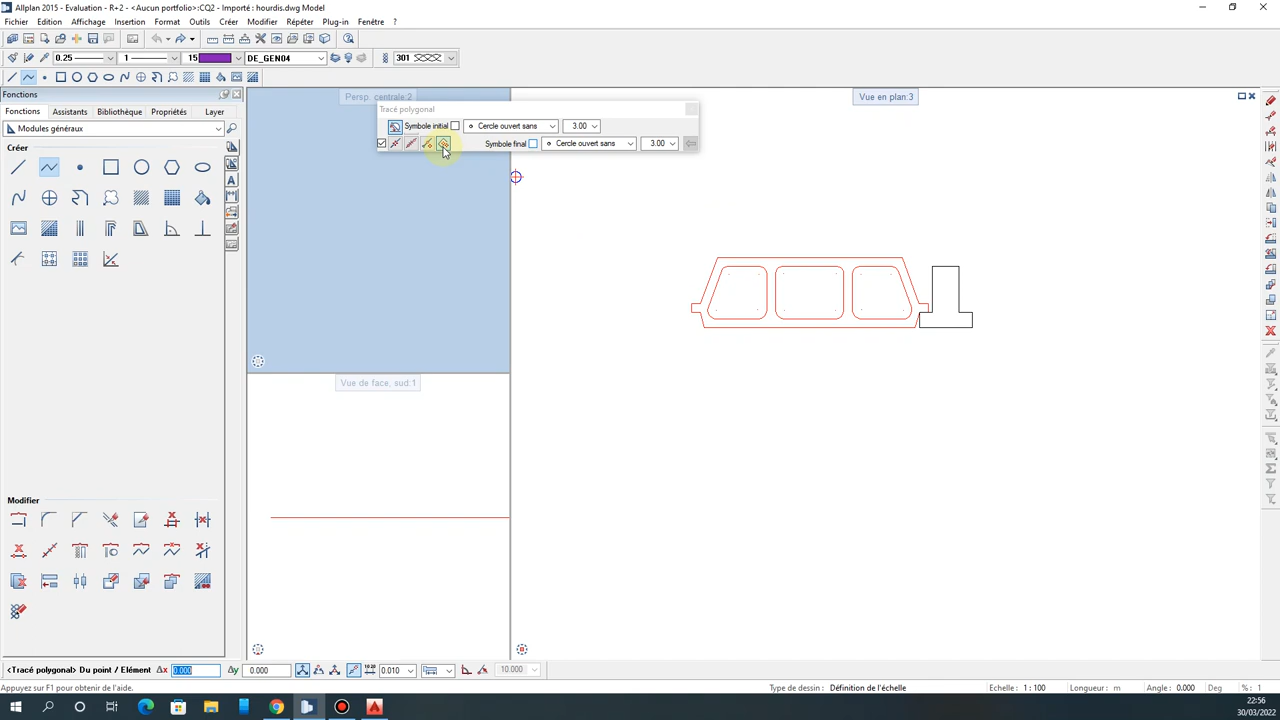 Allplan 2015 - Evaluation - R+2 - <Aucun portfolio>:CQ2 - Importé : hourdis.dwg Model
Fichier Edition Affichage Insertion Format Outils Créer Modifier Répéter Plug-in Fenêtre ?
0.25 1 15 DE_GEN04 301
Fonctions
Persp. centrale:2
Vue en plan:3
Fonctions Assistants Bibliothèque Propriétés Layer
Tracé polygonal
Modules généraux
Symbole initial Cercle ouvert sans 3.00
Symbole final Cercle ouvert sans 3.00
Créer
Vue de face, sud:1
Modifier
<Tracé polygonal> Du point / Elément Δx 0.000 Δy 0.000 10.20 0.010 10.000
Appuyez sur F1 pour obtenir de l'aide. Type de dessin : Définition de l'échelle Echelle : 1 : 100 Longueur : m Angle : 0.000 Deg % : 1
22:56
30/03/2022